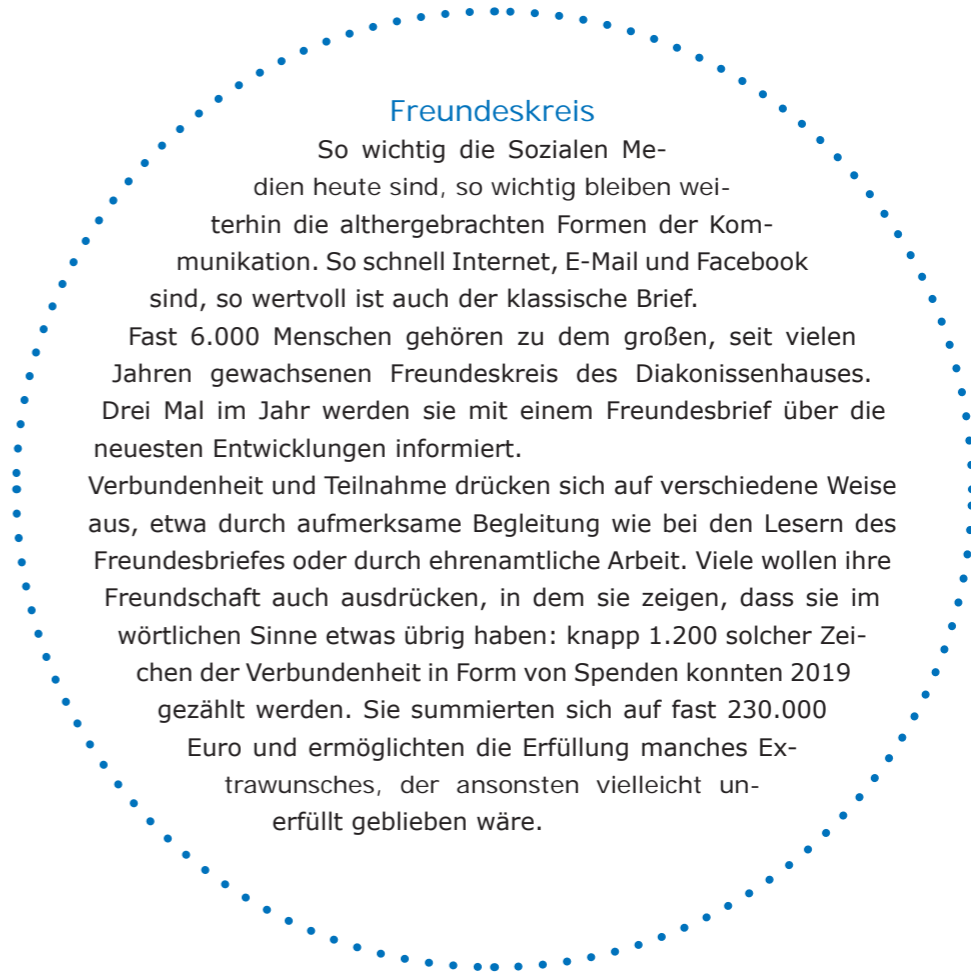 Freundeskreis
So wichtig die Sozialen Me-
dien heute sind, so wichtig bleiben wei-
terhin die althergebrachten Formen der Kom-
munikation. So schnell Internet, E-Mail und Facebook
sind, so wertvoll ist auch der klassische Brief.
Fast 6.000 Menschen gehören zu dem großen, seit vielen
Jahren gewachsenen Freundeskreis des Diakonissenhauses.
Drei Mal im Jahr werden sie mit einem Freundesbrief über die
neuesten Entwicklungen informiert.
Verbundenheit und Teilnahme drücken sich auf verschiedene Weise
aus, etwa durch aufmerksame Begleitung wie bei den Lesern des
Freundesbriefes oder durch ehrenamtliche Arbeit. Viele wollen ihre
Freundschaft auch ausdrücken, in dem sie zeigen, dass sie im
wörtlichen Sinne etwas übrig haben: knapp 1.200 solcher Zei-
chen der Verbundenheit in Form von Spenden konnten 2019
gezählt werden. Sie summierten sich auf fast 230.000
Euro und ermöglichten die Erfüllung manches Ex-
trawunsches, der ansonsten vielleicht un-
erfüllt geblieben wäre.